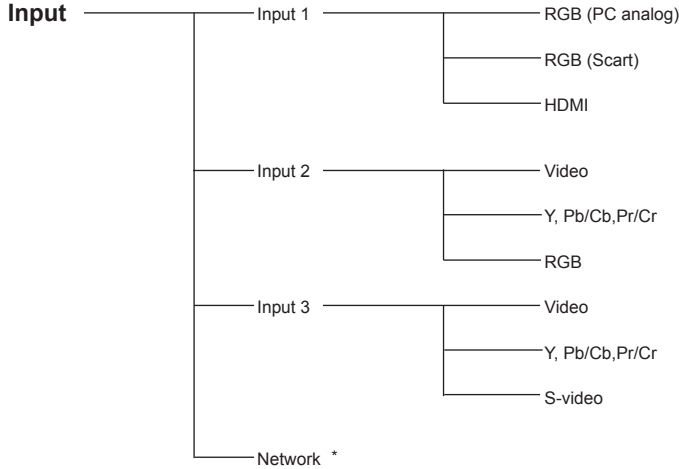 Input
Input 1
RGB (PC analog)
RGB (Scart)
HDMI
Input 2
Video
Y, Pb/Cb,Pr/Cr
RGB
Input 3
Video
Y, Pb/Cb,Pr/Cr
S-video
Network *